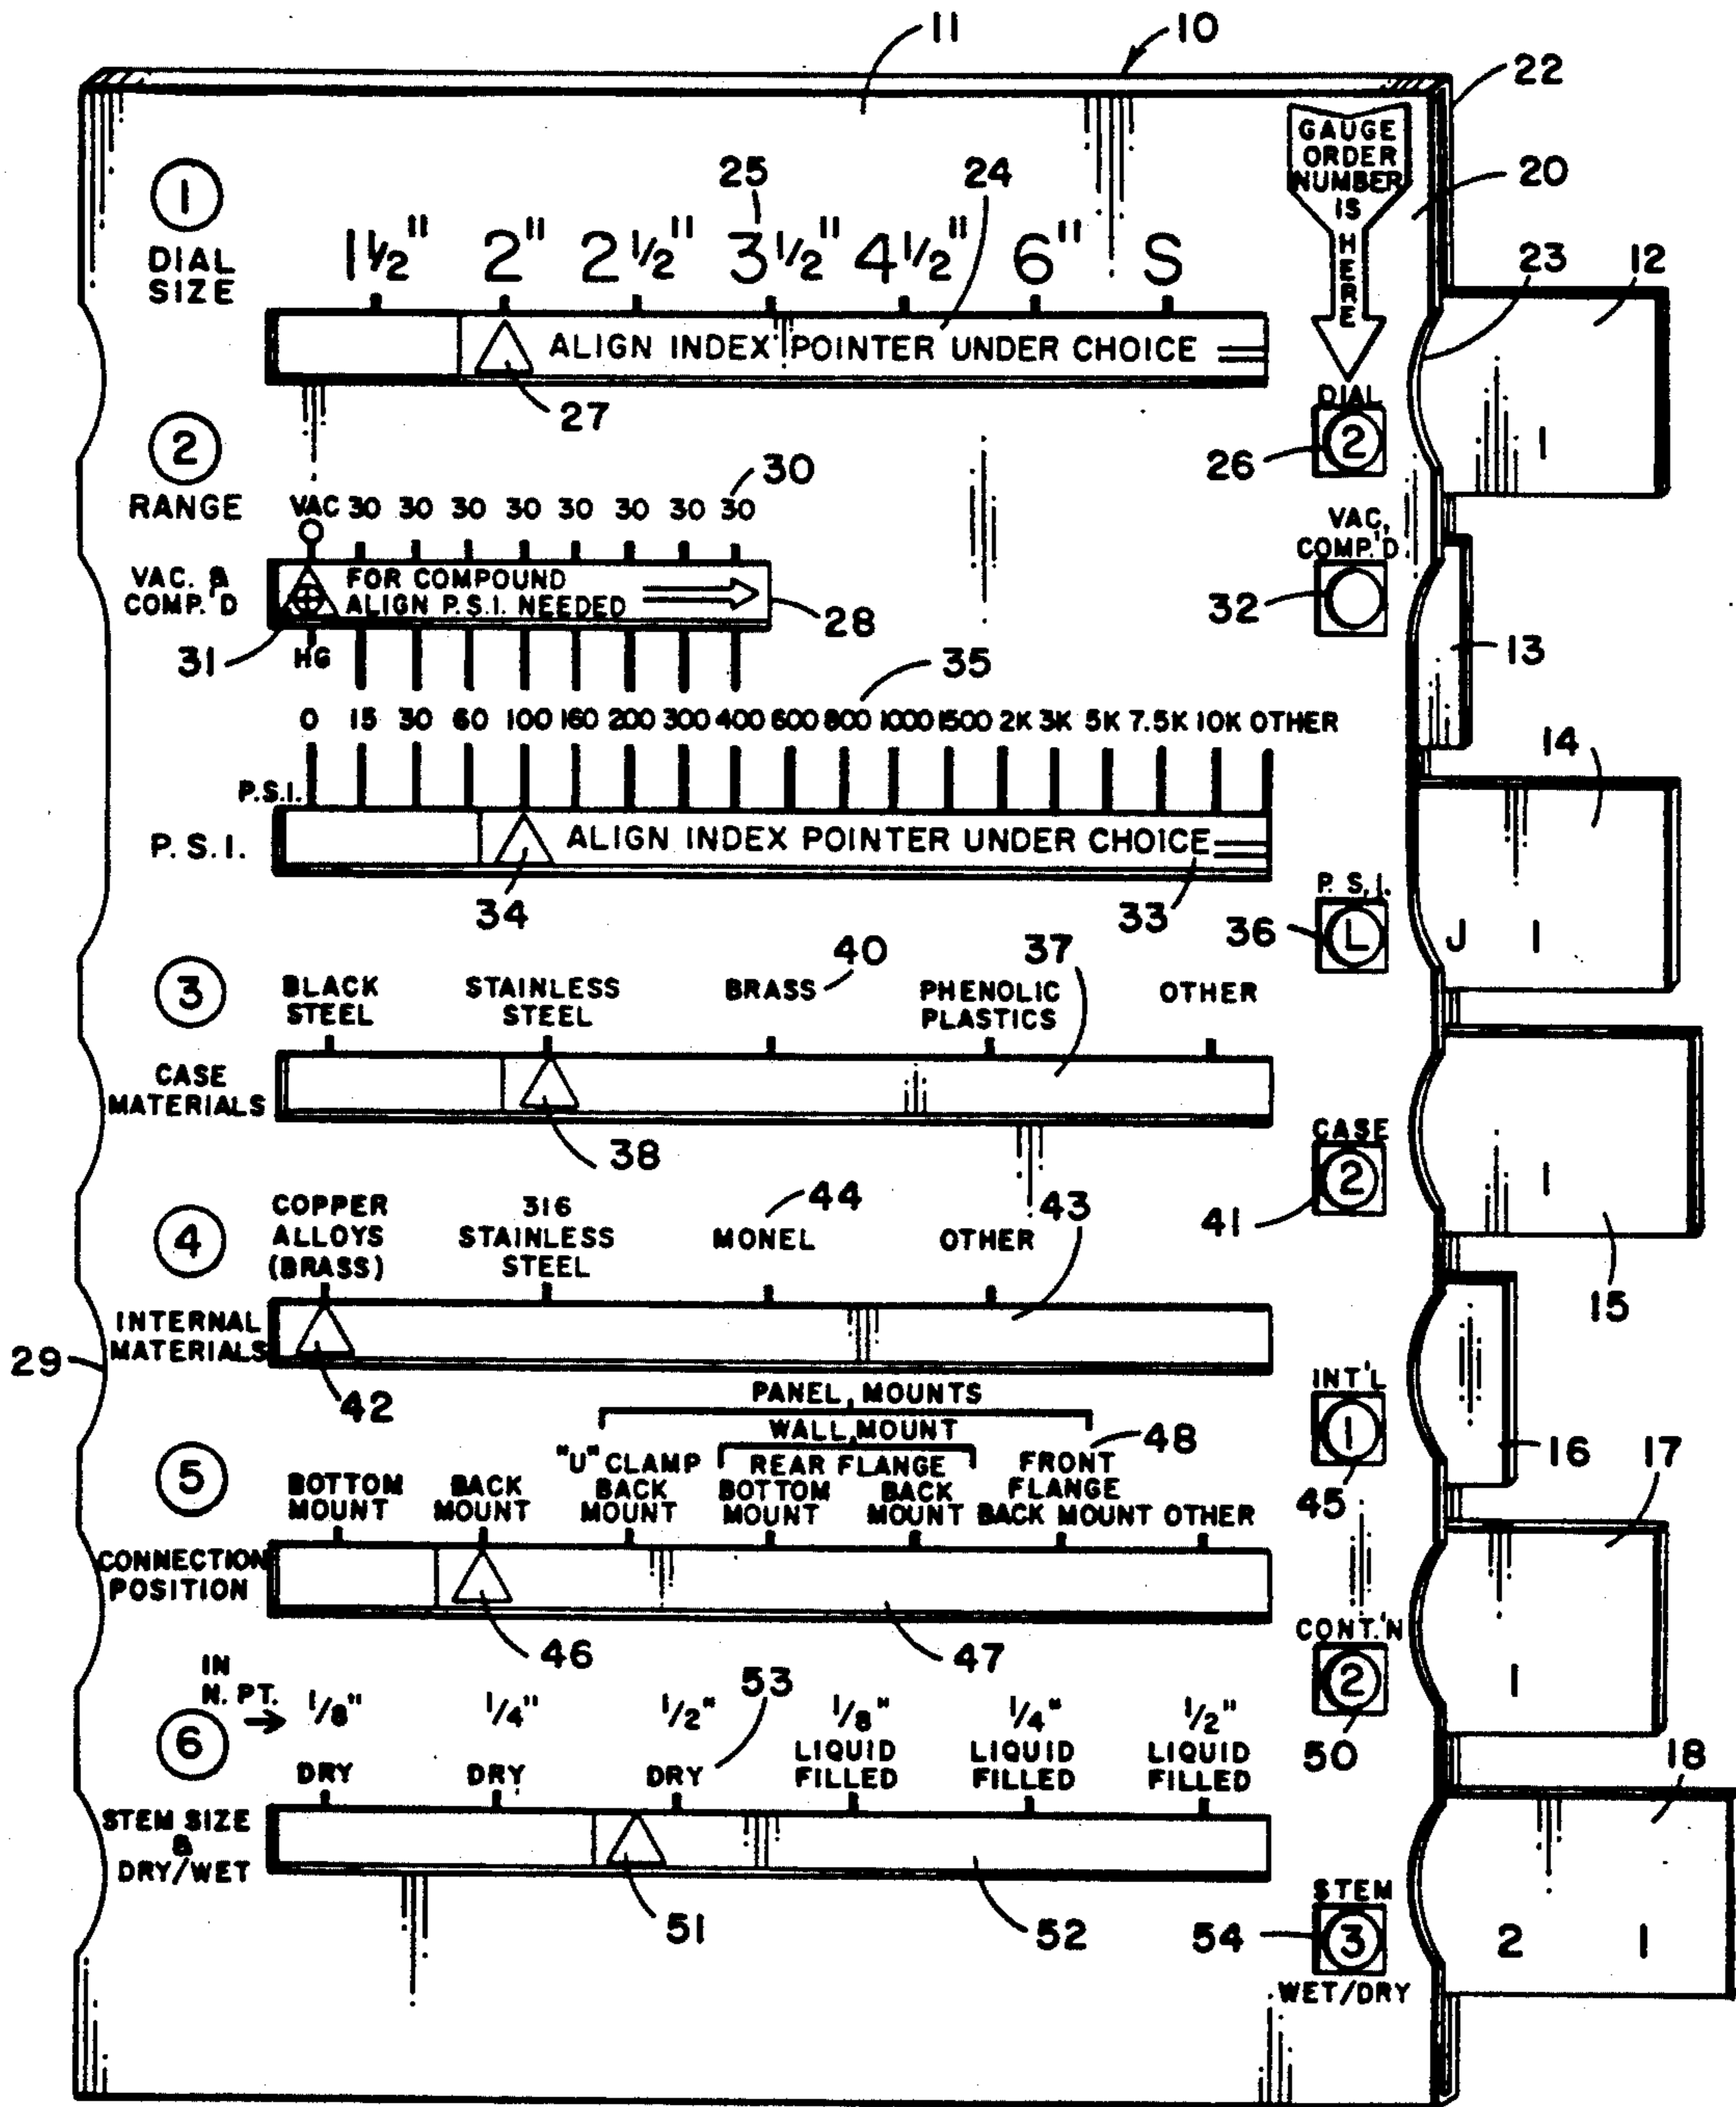 11 10 22
GAUGE
ORDER
NUMBER
IS
HERE
20
25 24
1
DIAL
SIZE
1½" 2" 2 1/2" 3 1/2" 4 1/2" 6" S
23 12
ALIGN INDEX POINTER UNDER CHOICE
27
DIAL
26 2
1
2
RANGE
30
VAC 30 30 30 30 30 30 30 30
VAC. & COMP.'D
FOR COMPOUND
ALIGN P.S.I. NEEDED
28
VAC, COMP.'D
32
13
31
HG
35
0 15 30 60 100 160 200 300 400 600 800 1000 1500 2K 3K 5K 7.5K 10K OTHER
14
P.S.I.
P.S.I.
ALIGN INDEX POINTER UNDER CHOICE
34 33
P.S.I.
36 L
J 1
3
CASE
MATERIALS
40 37
BLACK STEEL
STAINLESS STEEL
BRASS
PHENOLIC PLASTICS
OTHER
38
CASE
41 2
1
15
4
INTERNAL
MATERIALS
44 43
COPPER ALLOYS (BRASS)
316 STAINLESS STEEL
MONEL
OTHER
29
42
INT'L
1
45
16 17
5
CONNECTION
POSITION
PANEL MOUNTS
WALL MOUNT
48
BOTTOM MOUNT
BACK MOUNT
"U" CLAMP BACK MOUNT
REAR FLANGE
BOTTOM MOUNT
BACK MOUNT
FRONT FLANGE BACK MOUNT
OTHER
46 47
CONT.'N
2
50
1
18
6
IN
N. PT. →
STEM SIZE
&
DRY/WET
53
1/8" DRY
1/4" DRY
1/2" DRY
1/8" LIQUID FILLED
1/4" LIQUID FILLED
1/2" LIQUID FILLED
51 52
STEM
54 3
WET/DRY
2 1